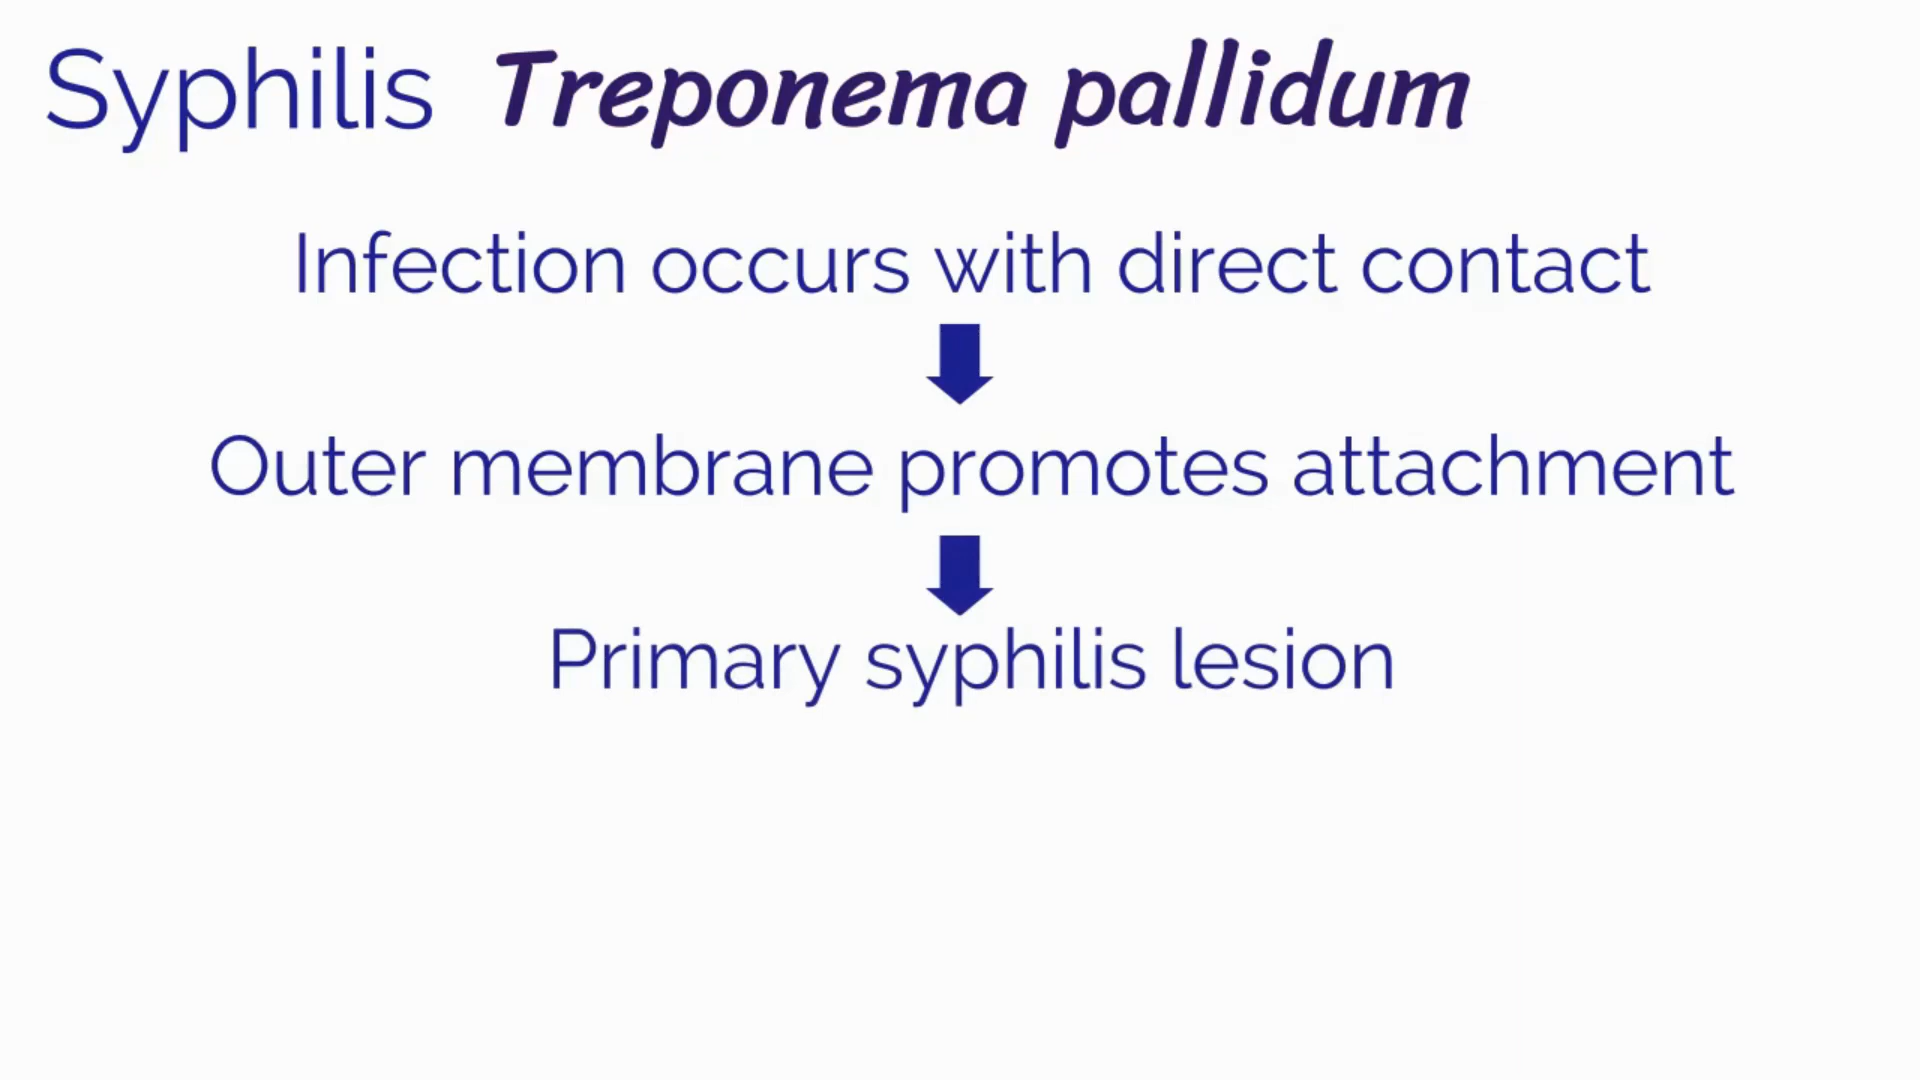 Syphilis Treponema pallidum
Infection occurs with direct contact
Outer membrane promotes attachment
Primary syphilis lesion